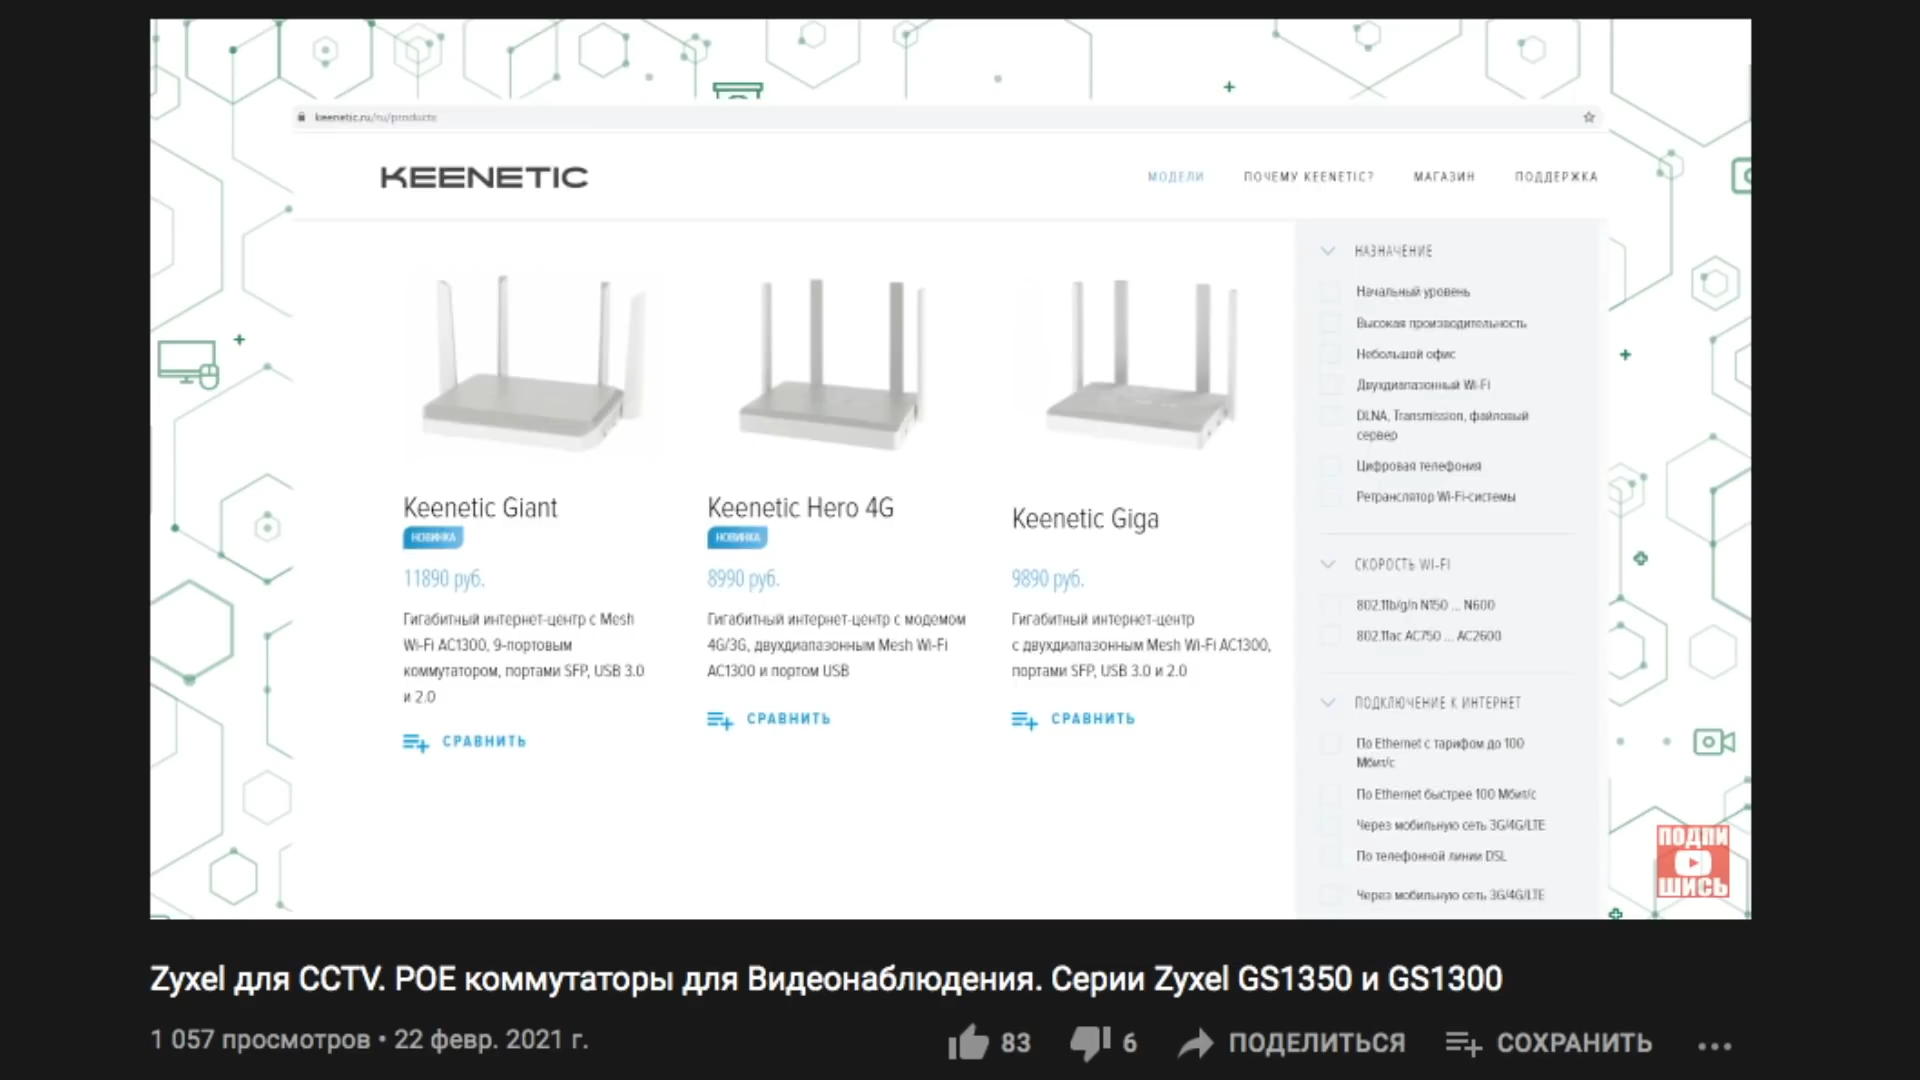 keenetic.ru/ru/products
KEENETIC
МОДЕЛИ
ПОЧЕМУ KEENETIC?
МАГАЗИН
ПОДДЕРЖКА
Keenetic Giant
НОВИНКА
11890 руб.
Гигабитный интернет-центр с Mesh
Wi-Fi AC1300, 9-портовым
коммутатором, портами SFP, USB 3.0
и 2.0
СРАВНИТЬ
Keenetic Hero 4G
НОВИНКА
8990 руб.
Гигабитный интернет-центр с модемом
4G/3G, двухдиапазонным Mesh Wi-Fi
AC1300 и портом USB
СРАВНИТЬ
Keenetic Giga
9890 руб.
Гигабитный интернет-центр
с двухдиапазонным Mesh Wi-Fi AC1300,
портами SFP, USB 3.0 и 2.0
СРАВНИТЬ
НАЗНАЧЕНИЕ
Начальный уровень
Высокая производительность
Небольшой офис
Двухдиапазонный Wi-Fi
DLNA, Transmission, файловый
сервер
Цифровая телефония
Ретранслятор Wi-Fi-системы
СКОРОСТЬ WI-FI
802.11b/g/n N150 ... N600
802.11ac AC750 ... AC2600
ПОДКЛЮЧЕНИЕ К ИНТЕРНЕТ
По Ethernet с тарифом до 100
Мбит/с
По Ethernet быстрее 100 Мбит/с
Через мобильную сеть 3G/4G/LTE
По телефонной линии DSL
Через мобильную сеть 3G/4G/LTE
ПОДПИ
ШИСЬ
Zyxel для CCTV. POE коммутаторы для Видеонаблюдения. Серии Zyxel GS1350 и GS1300
1 057 просмотров • 22 февр. 2021 г.
83
6
ПОДЕЛИТЬСЯ
СОХРАНИТЬ